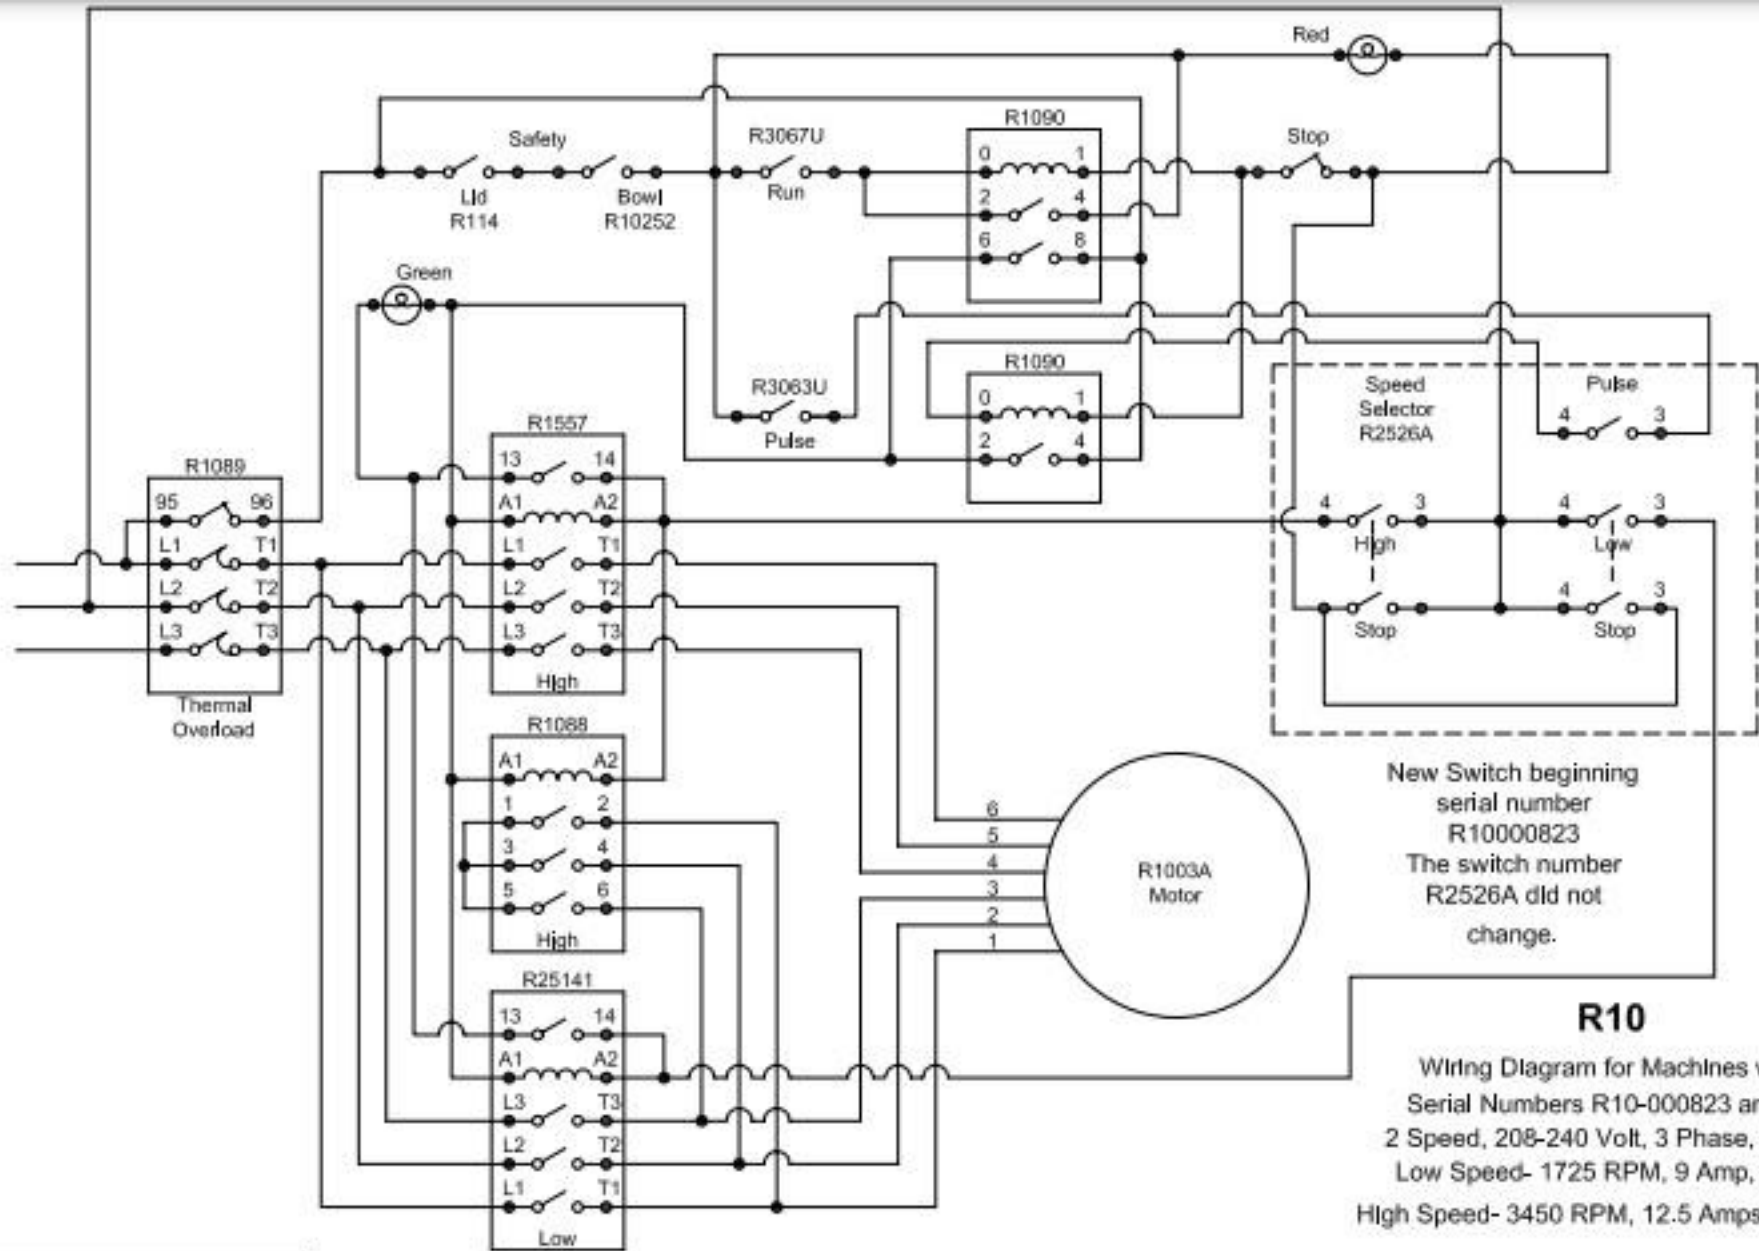 Red
R1090
Safety
R3067U
Stop
0
1
Lid
R114
Bowl
R10252
Run
2
4
6
8
Green
R1090
R3063U
Pulse
0
1
2
4
Speed
Selector
R2526A
Pulse
4
3
R1557
13
14
A1
A2
L1
T1
L2
T2
L3
T3
High
R1089
95
96
L1
T1
L2
T2
L3
T3
Thermal
Overload
4
3
High
4
3
Low
Stop
4
3
Stop
R1088
A1
A2
1
2
3
4
5
6
High
New Switch beginning
serial number
R10000823
The switch number
R2526A did not
change.
6
5
4
3
2
1
R1003A
Motor
R25141
13
14
A1
A2
L3
T3
L2
T2
L1
T1
Low
R10
Wiring Diagram for Machines
Serial Numbers R10-000823
2 Speed, 208-240 Volt, 3 Phase,
Low Speed- 1725 RPM, 9 Amp,
High Speed- 3450 RPM, 12.5 Amps